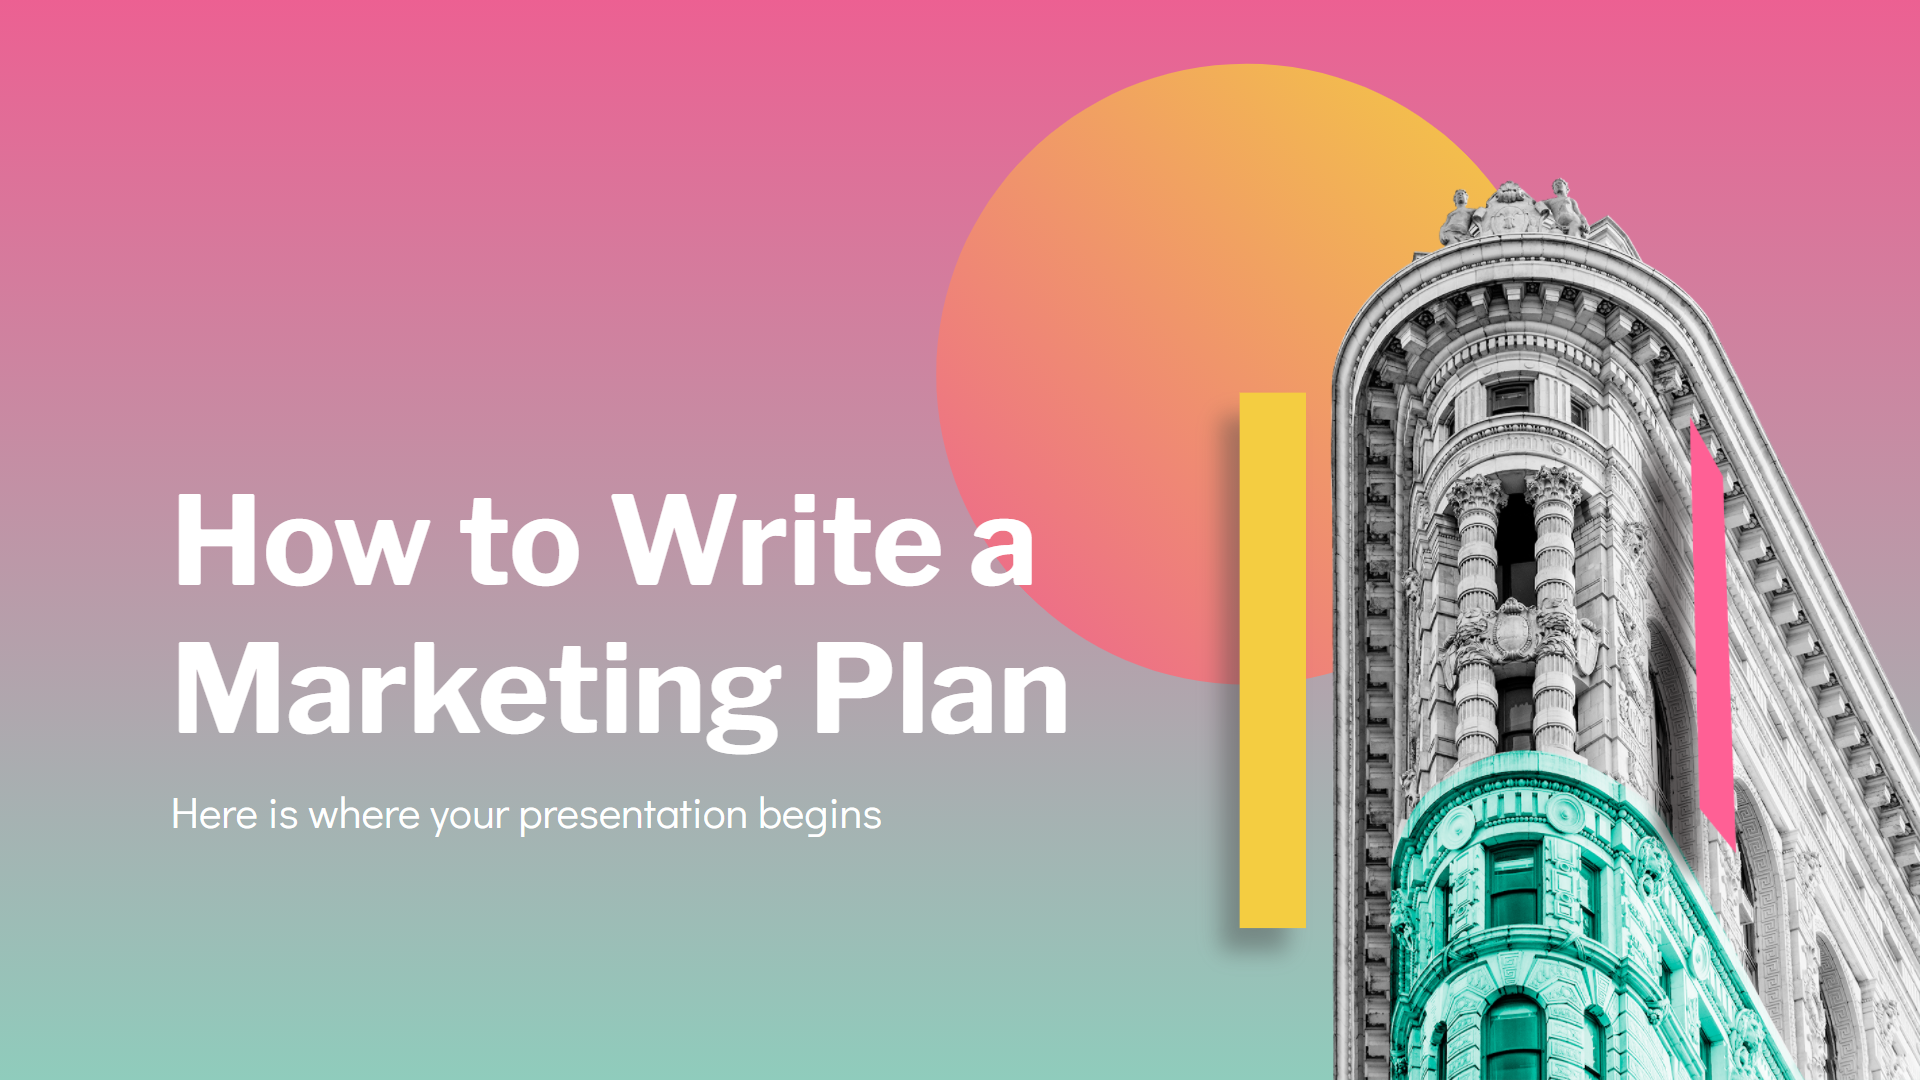 How to Write a
Marketing Plan
Here is where your presentation begins